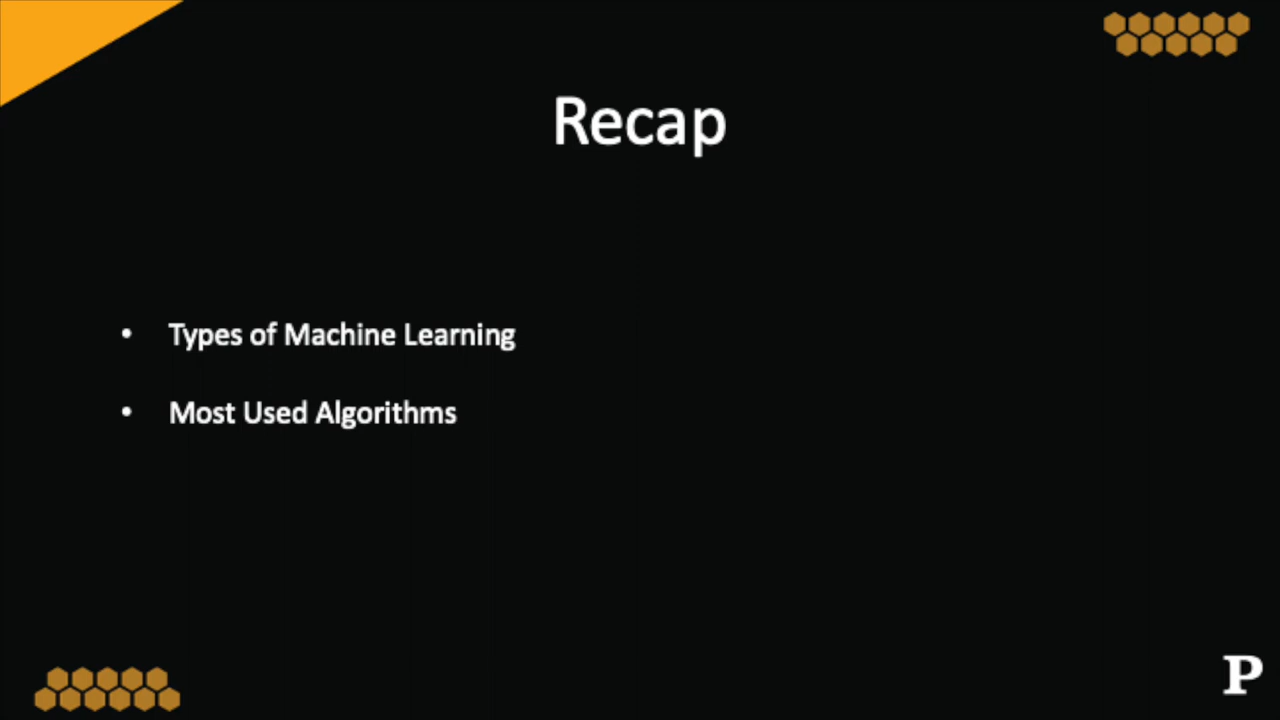 Recap
• Types of Machine Learning
• Most Used Algorithms
P